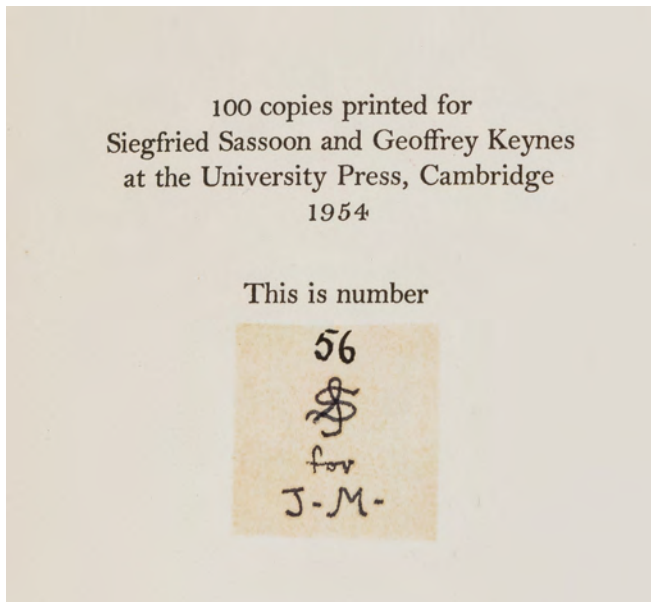 100 copies printed for
Siegfried Sassoon and Geoffrey Keynes
at the University Press, Cambridge
1954
This is number
56
for
J-M-